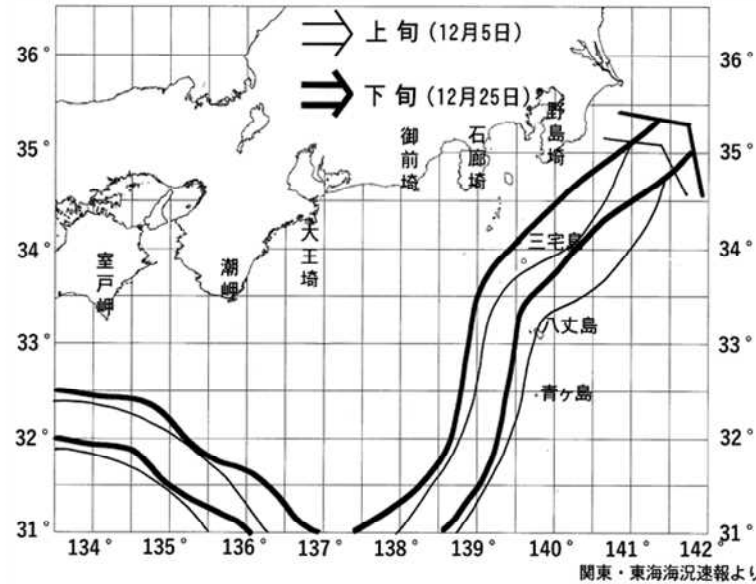 上旬(12月5日)
下旬(12月25日)
36°
35°
34°
33°
32°
31°
36°
35°
34°
33°
32°
31°
野島埼
石廊埼
御前埼
大王埼
潮岬
室戸岬
三宅島
八丈島
青ヶ島
134°
135°
136°
137°
138°
139°
140°
141°
142°
関東・東海海況速報より